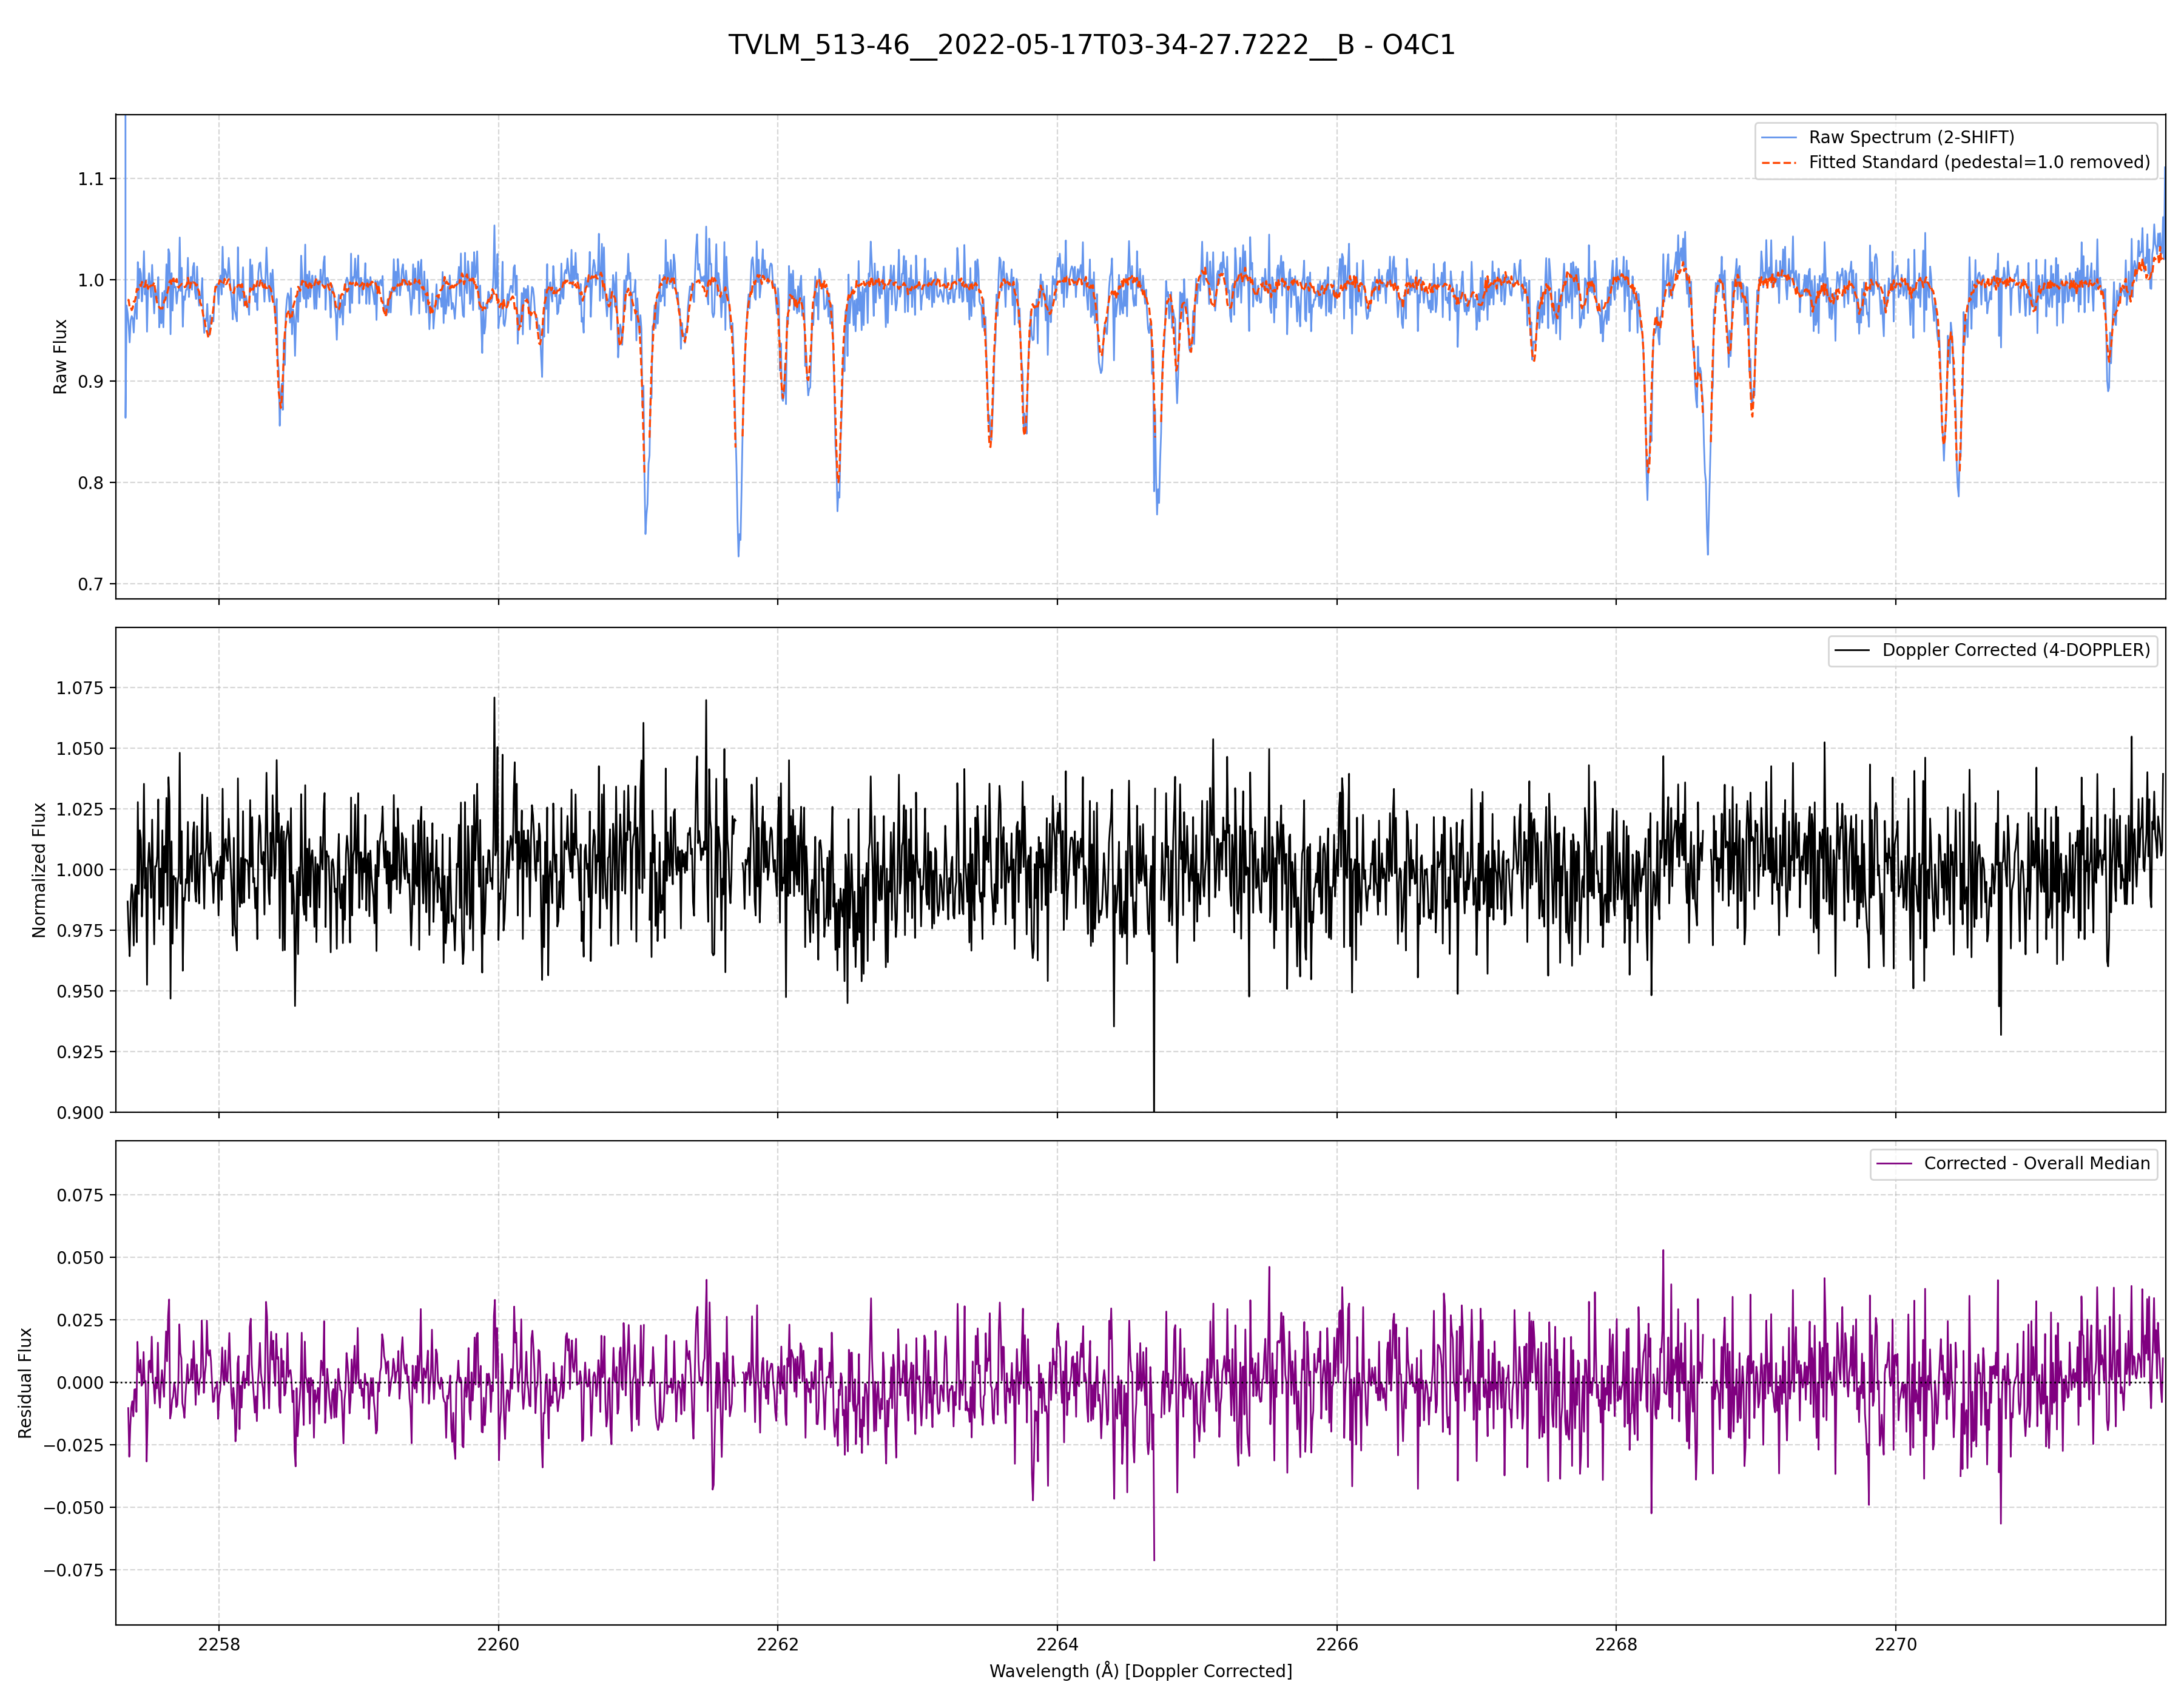 TVLM_513-46__2022-05-17T03-34-27.7222__B - O4C1
Raw Spectrum (2-SHIFT)
Fitted Standard (pedestal=1.0 removed)
Raw Flux
1.1
1.0
0.9
0.8
0.7
Doppler Corrected (4-DOPPLER)
Normalized Flux
1.075
1.050
1.025
1.000
0.975
0.950
0.925
0.900
Corrected - Overall Median
Residual Flux
0.075
0.050
0.025
0.000
−0.025
−0.050
−0.075
2258 2260 2262 2264 2266 2268 2270
Wavelength (Å) [Doppler Corrected]